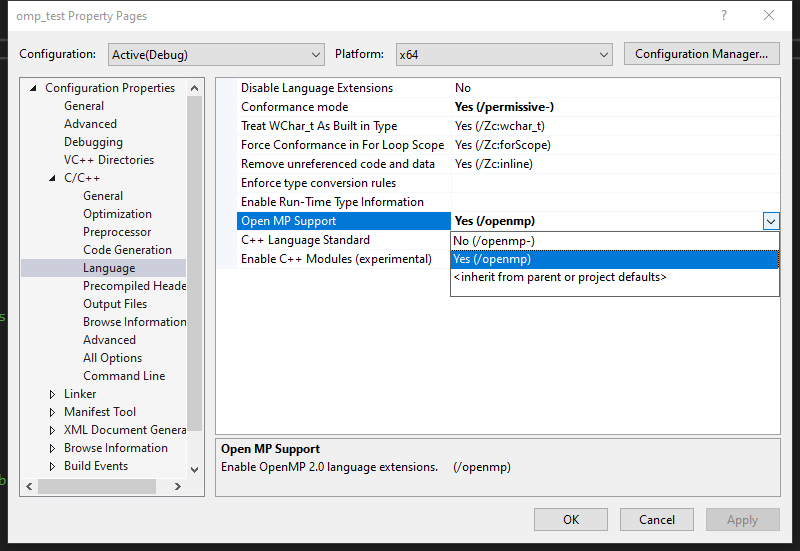 omp_test Property Pages
? ×
Configuration: Active(Debug) Platform: x64 Configuration Manager...
Configuration Properties
General
Advanced
Debugging
VC++ Directories
C/C++
General
Optimization
Preprocessor
Code Generation
Language
Precompiled Heade
Output Files
Browse Information
Advanced
All Options
Command Line
Linker
Manifest Tool
XML Document Genera
Browse Information
Build Events
Disable Language Extensions No
Conformance mode Yes (/permissive-)
Treat WChar_t As Built in Type Yes (/Zc:wchar_t)
Force Conformance in For Loop Scope Yes (/Zc:forScope)
Remove unreferenced code and data Yes (/Zc:inline)
Enforce type conversion rules
Enable Run-Time Type Information
Open MP Support Yes (/openmp)
C++ Language Standard
Enable C++ Modules (experimental)
No (/openmp-)
Yes (/openmp)
<inherit from parent or project defaults>
Open MP Support
Enable OpenMP 2.0 language extensions. (/openmp)
OK Cancel Apply
s
b